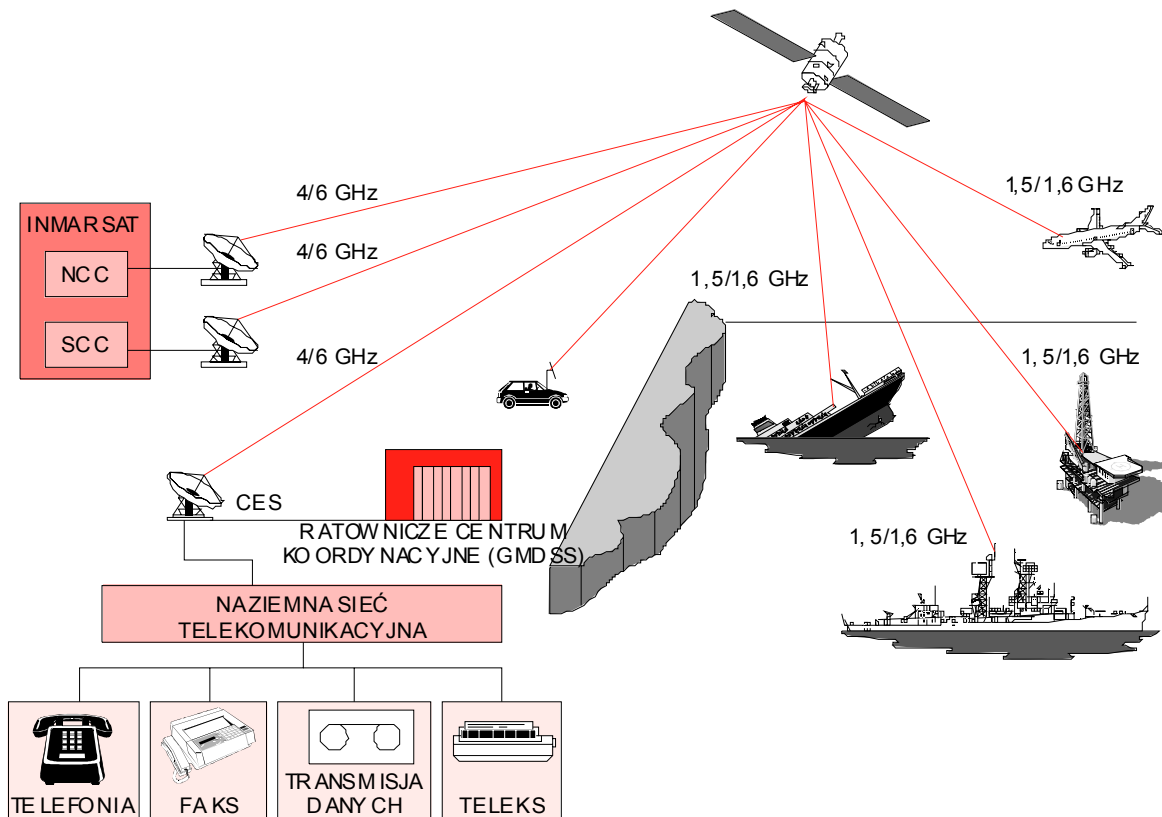 4/6 GHz
1,5/1,6 GHz
INMARSAT
NCC
4/6 GHz
1,5/1,6 GHz
SCC
4/6 GHz
1,5/1,6 GHz
CES
RATOWNICZE CENTRUM
KOORDYNACYJNE (GMDSS)
1,5/1,6 GHz
NAZIEMNA SIEĆ
TELEKOMUNIKACYJNA
TELEFONIA
FAKS
TRANSMISJA
DANYCH
TELEKS